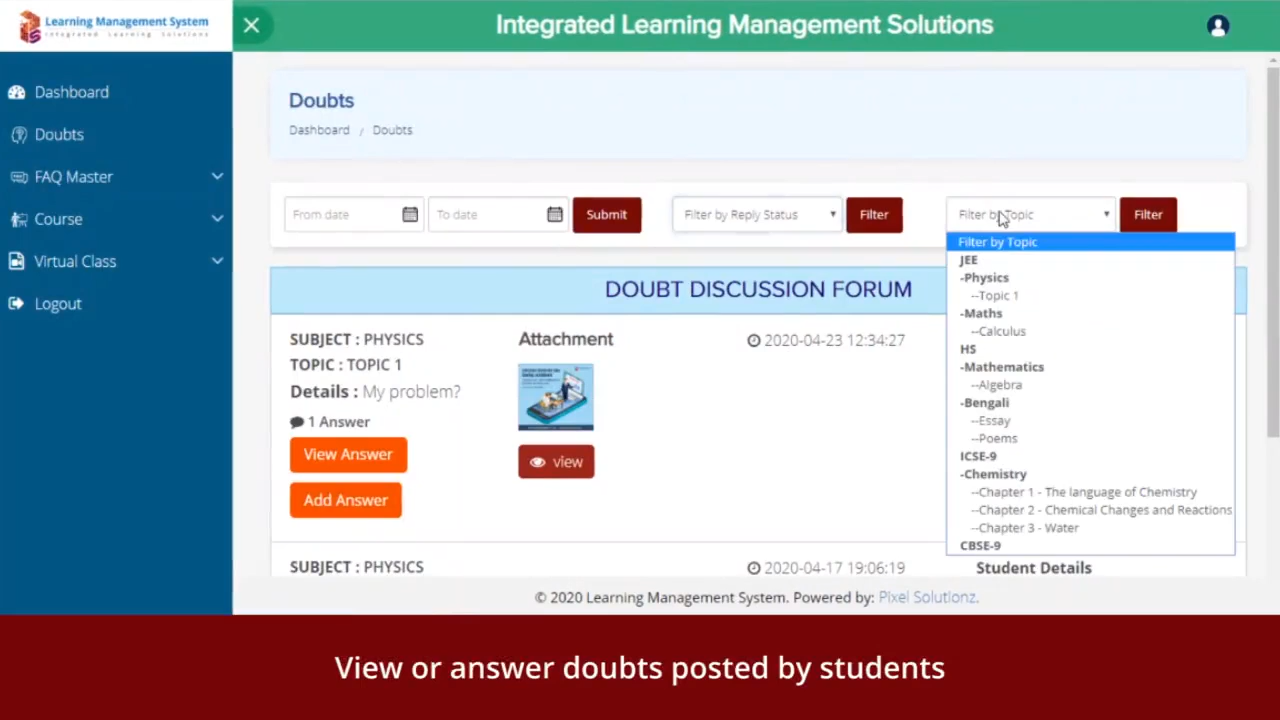 Learning Management System
Integrated Learning Solutions
Integrated Learning Management Solutions
Dashboard
Doubts
FAQ Master
Course
Virtual Class
Logout
Doubts
Dashboard / Doubts
From date
To date
Submit
Filter by Reply Status
Filter
Filter by Topic
Filter
Filter by Topic
JEE
-Physics
--Topic 1
-Maths
--Calculus
HS
-Mathematics
--Algebra
-Bengali
--Essay
--Poems
ICSE-9
-Chemistry
--Chapter 1 - The language of Chemistry
--Chapter 2 - Chemical Changes and Reactions
--Chapter 3 - Water
CBSE-9
DOUBT DISCUSSION FORUM
SUBJECT : PHYSICS
TOPIC : TOPIC 1
Details : My problem?
1 Answer
View Answer
Add Answer
Attachment
view
2020-04-23 12:34:27
SUBJECT : PHYSICS
2020-04-17 19:06:19
Student Details
© 2020 Learning Management System. Powered by: Pixel Solutionz.
View or answer doubts posted by students